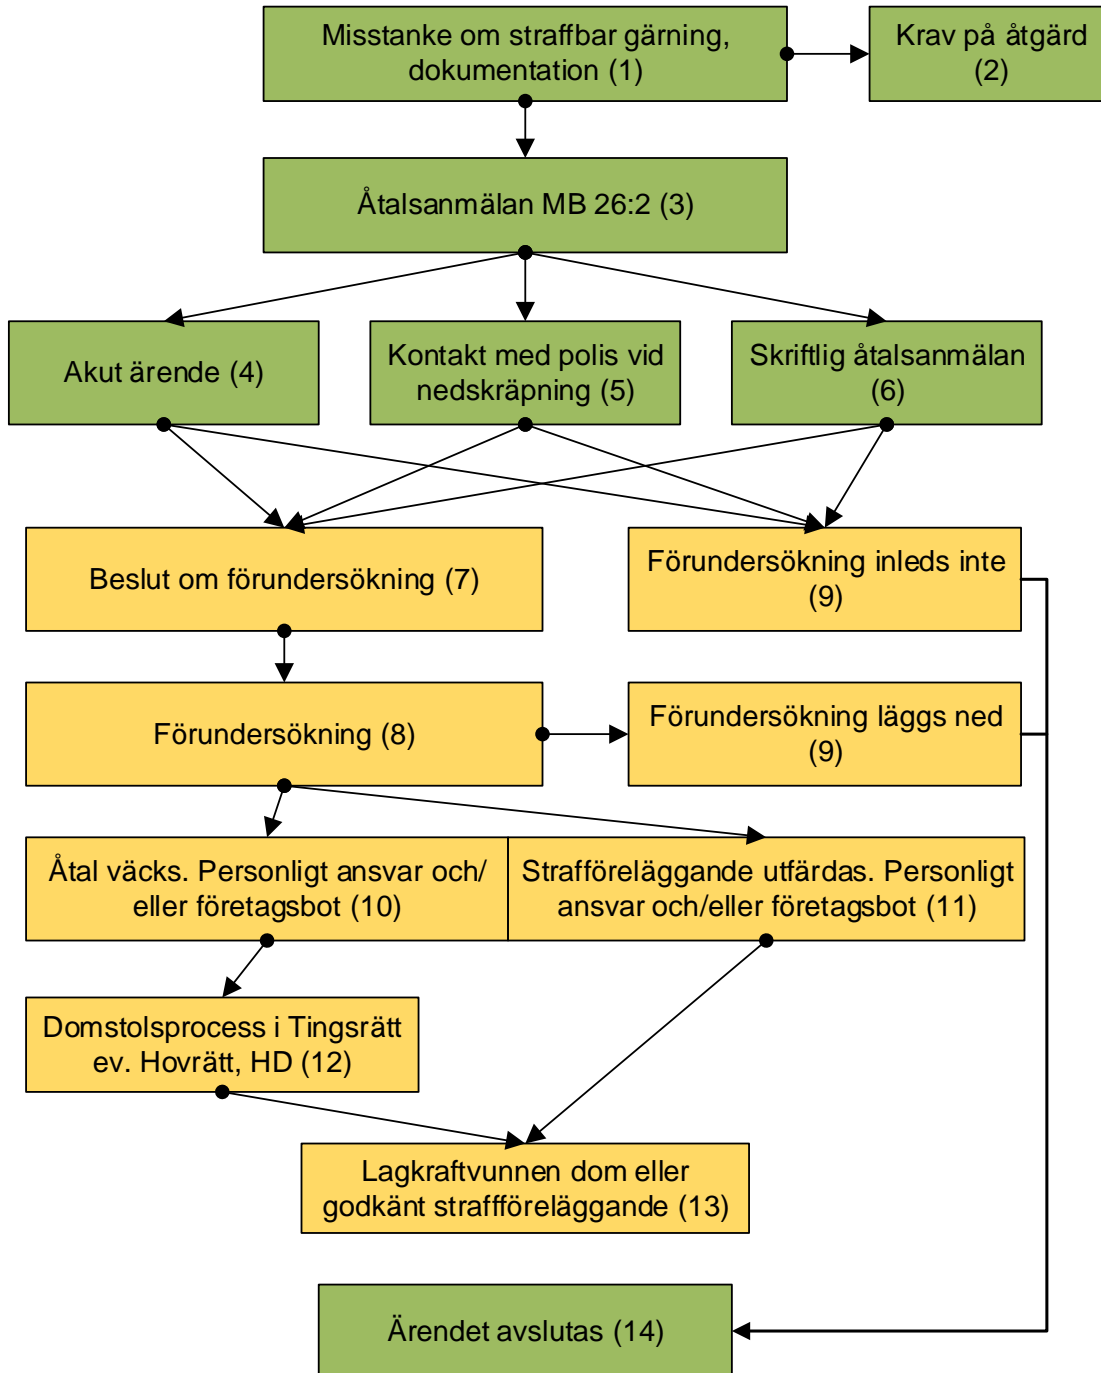 Misstanke om straffbar gärning,
dokumentation (1)
Krav på åtgärd
(2)
Åtalsanmälan MB 26:2 (3)
Akut ärende (4)
Kontakt med polis vid
nedskräpning (5)
Skriftlig åtalsanmälan
(6)
Beslut om förundersökning (7)
Förundersökning inleds inte
(9)
Förundersökning (8)
Förundersökning läggs ned
(9)
Åtal väcks. Personligt ansvar och/
eller företagsbot (10)
Strafföreläggande utfärdas. Personligt
ansvar och/eller företagsbot (11)
Domstolsprocess i Tingsrätt
ev. Hovrätt, HD (12)
Lagkraftvunnen dom eller
godkänt straffföreläggande (13)
Ärendet avslutas (14)